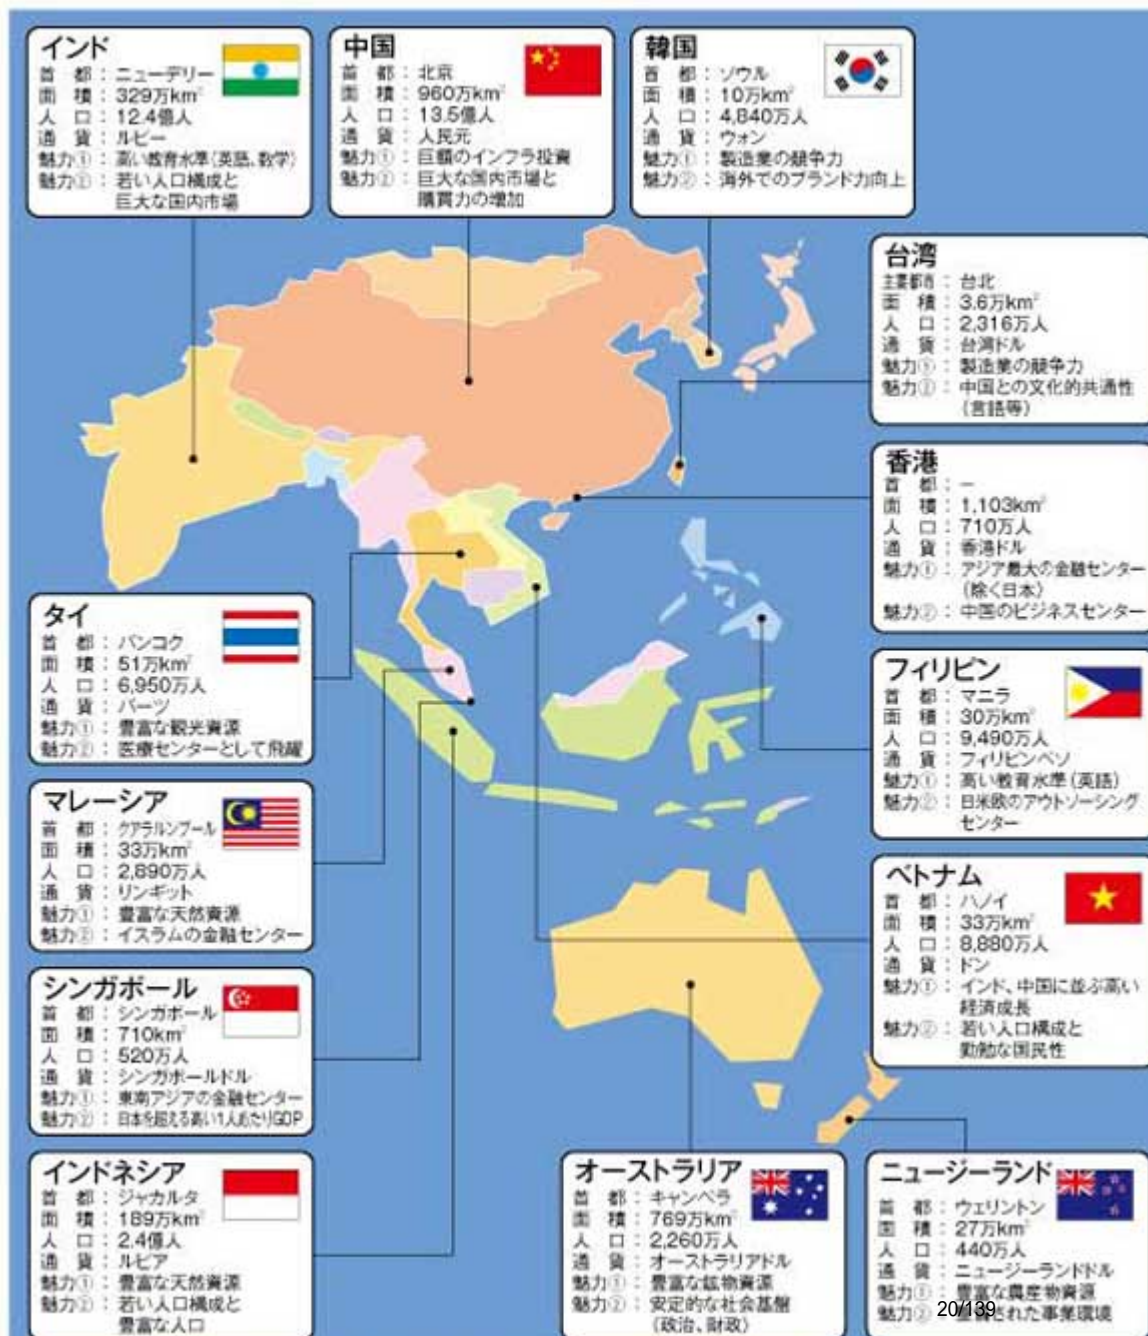 インド
首都：ニューデリー
面積：329万km²
人口：12.4億人
通貨：ルピー
魅力①：高い教育水準(英語、数学)
魅力②：若い人口構成と
巨大な国内市場
中国
首都：北京
面積：960万km²
人口：13.5億人
通貨：人民元
魅力①：巨額のインフラ投資
魅力②：巨大な国内市場と
購買力の増加
韓国
首都：ソウル
面積：10万km²
人口：4,840万人
通貨：ウォン
魅力①：製造業の競争力
魅力②：海外でのブランド力向上
台湾
主要都市：台北
面積：3.6万km²
人口：2,316万人
通貨：台湾ドル
魅力①：製造業の競争力
魅力②：中国との文化的共通性
(言語等)
香港
首都：－
面積：1,103km²
人口：710万人
通貨：香港ドル
魅力①：アジア最大の金融センター
(除く日本)
魅力②：中国のビジネスセンター
タイ
首都：バンコク
面積：51万km²
人口：6,950万人
通貨：バーツ
魅力①：豊富な観光資源
魅力②：医療センターとして飛躍
フィリピン
首都：マニラ
面積：30万km²
人口：9,490万人
通貨：フィリピンペソ
魅力①：高い教育水準(英語)
魅力②：日米欧のアウトソーシング
センター
マレーシア
首都：クアラルンプール
面積：33万km²
人口：2,890万人
通貨：リンギット
魅力①：豊富な天然資源
魅力②：イスラムの金融センター
ベトナム
首都：ハノイ
面積：33万km²
人口：8,880万人
通貨：ドン
魅力①：インド、中国に並ぶ高い
経済成長
魅力②：若い人口構成と
勤勉な国民性
シンガポール
首都：シンガポール
面積：710km²
人口：520万人
通貨：シンガポールドル
魅力①：東南アジアの金融センター
魅力②：日本を超える高い1人あたりGDP
インドネシア
首都：ジャカルタ
面積：189万km²
人口：2.4億人
通貨：ルピア
魅力①：豊富な天然資源
魅力②：若い人口構成と
豊富な人口
オーストラリア
首都：キャンベラ
面積：769万km²
人口：2,260万人
通貨：オーストラリアドル
魅力①：豊富な鉱物資源
魅力②：安定的な社会基盤
(政治、財政)
ニュージーランド
首都：ウェリントン
面積：27万km²
人口：440万人
通貨：ニュージーランドドル
魅力①：豊富な農産物資源
魅力② された事業環境
20/139